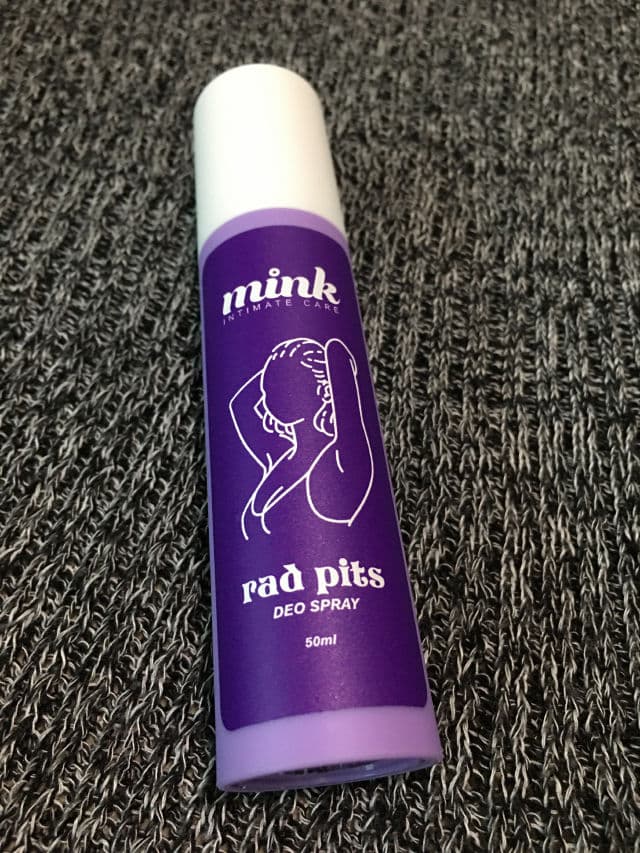 mink
INTIMATE CARE
rad pits
DEO SPRAY
50ml